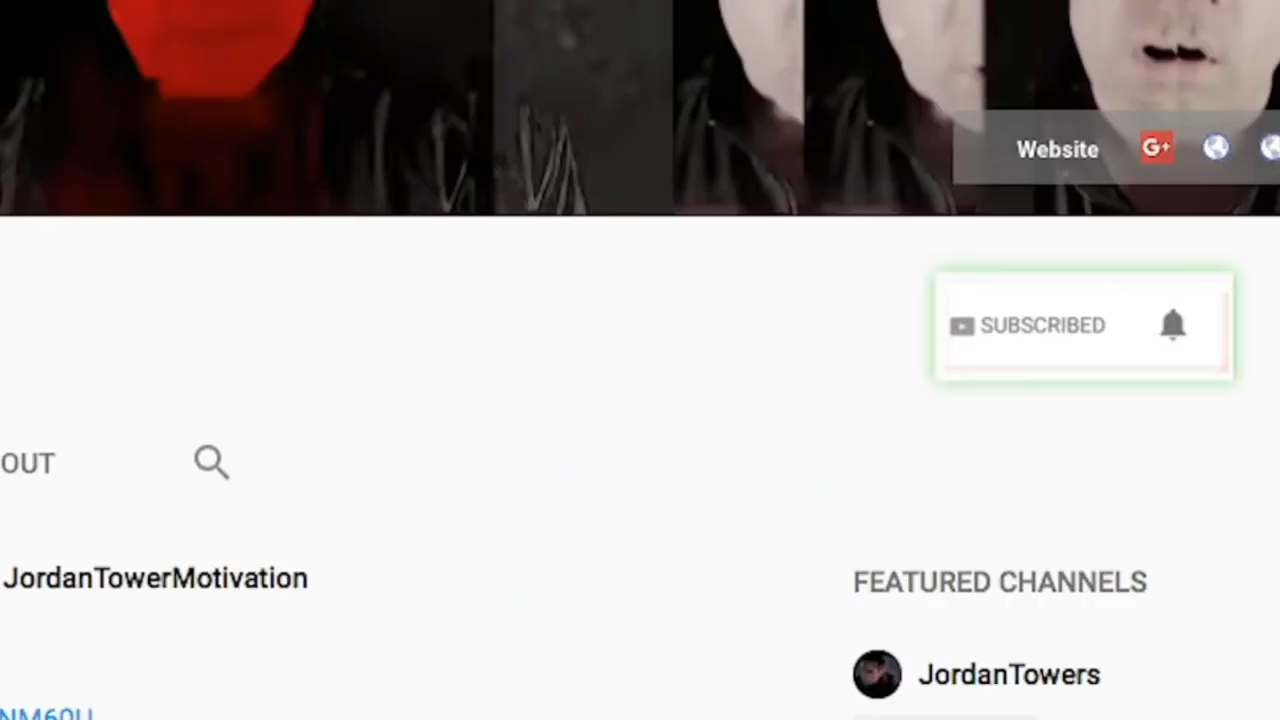 Website G+
SUBSCRIBED
OUT
JordanTowerMotivation
FEATURED CHANNELS
JordanTowers